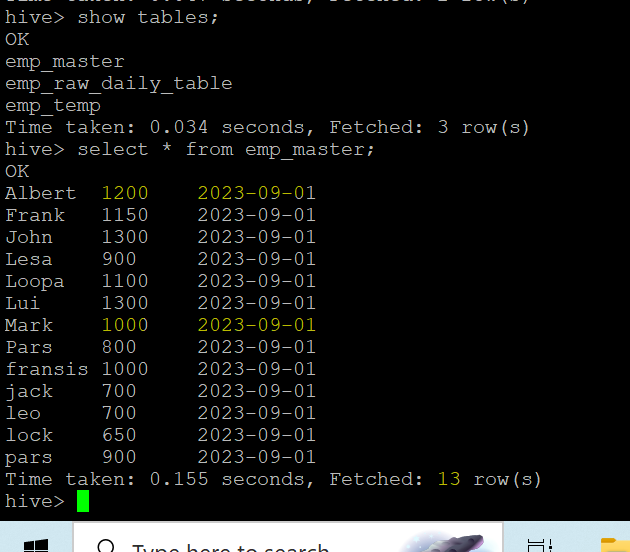 hive> show tables;
OK
emp_master
emp_raw_daily_table
emp_temp
Time taken: 0.034 seconds, Fetched: 3 row(s)
hive> select * from emp_master;
OK
Albert 1200 2023-09-01
Frank 1150 2023-09-01
John 1300 2023-09-01
Lesa 900 2023-09-01
Loopa 1100 2023-09-01
Lui 1300 2023-09-01
Mark 1000 2023-09-01
Pars 800 2023-09-01
fransis 1000 2023-09-01
jack 700 2023-09-01
leo 700 2023-09-01
lock 650 2023-09-01
pars 900 2023-09-01
Time taken: 0.155 seconds, Fetched: 13 row(s)
hive>
Type here to search